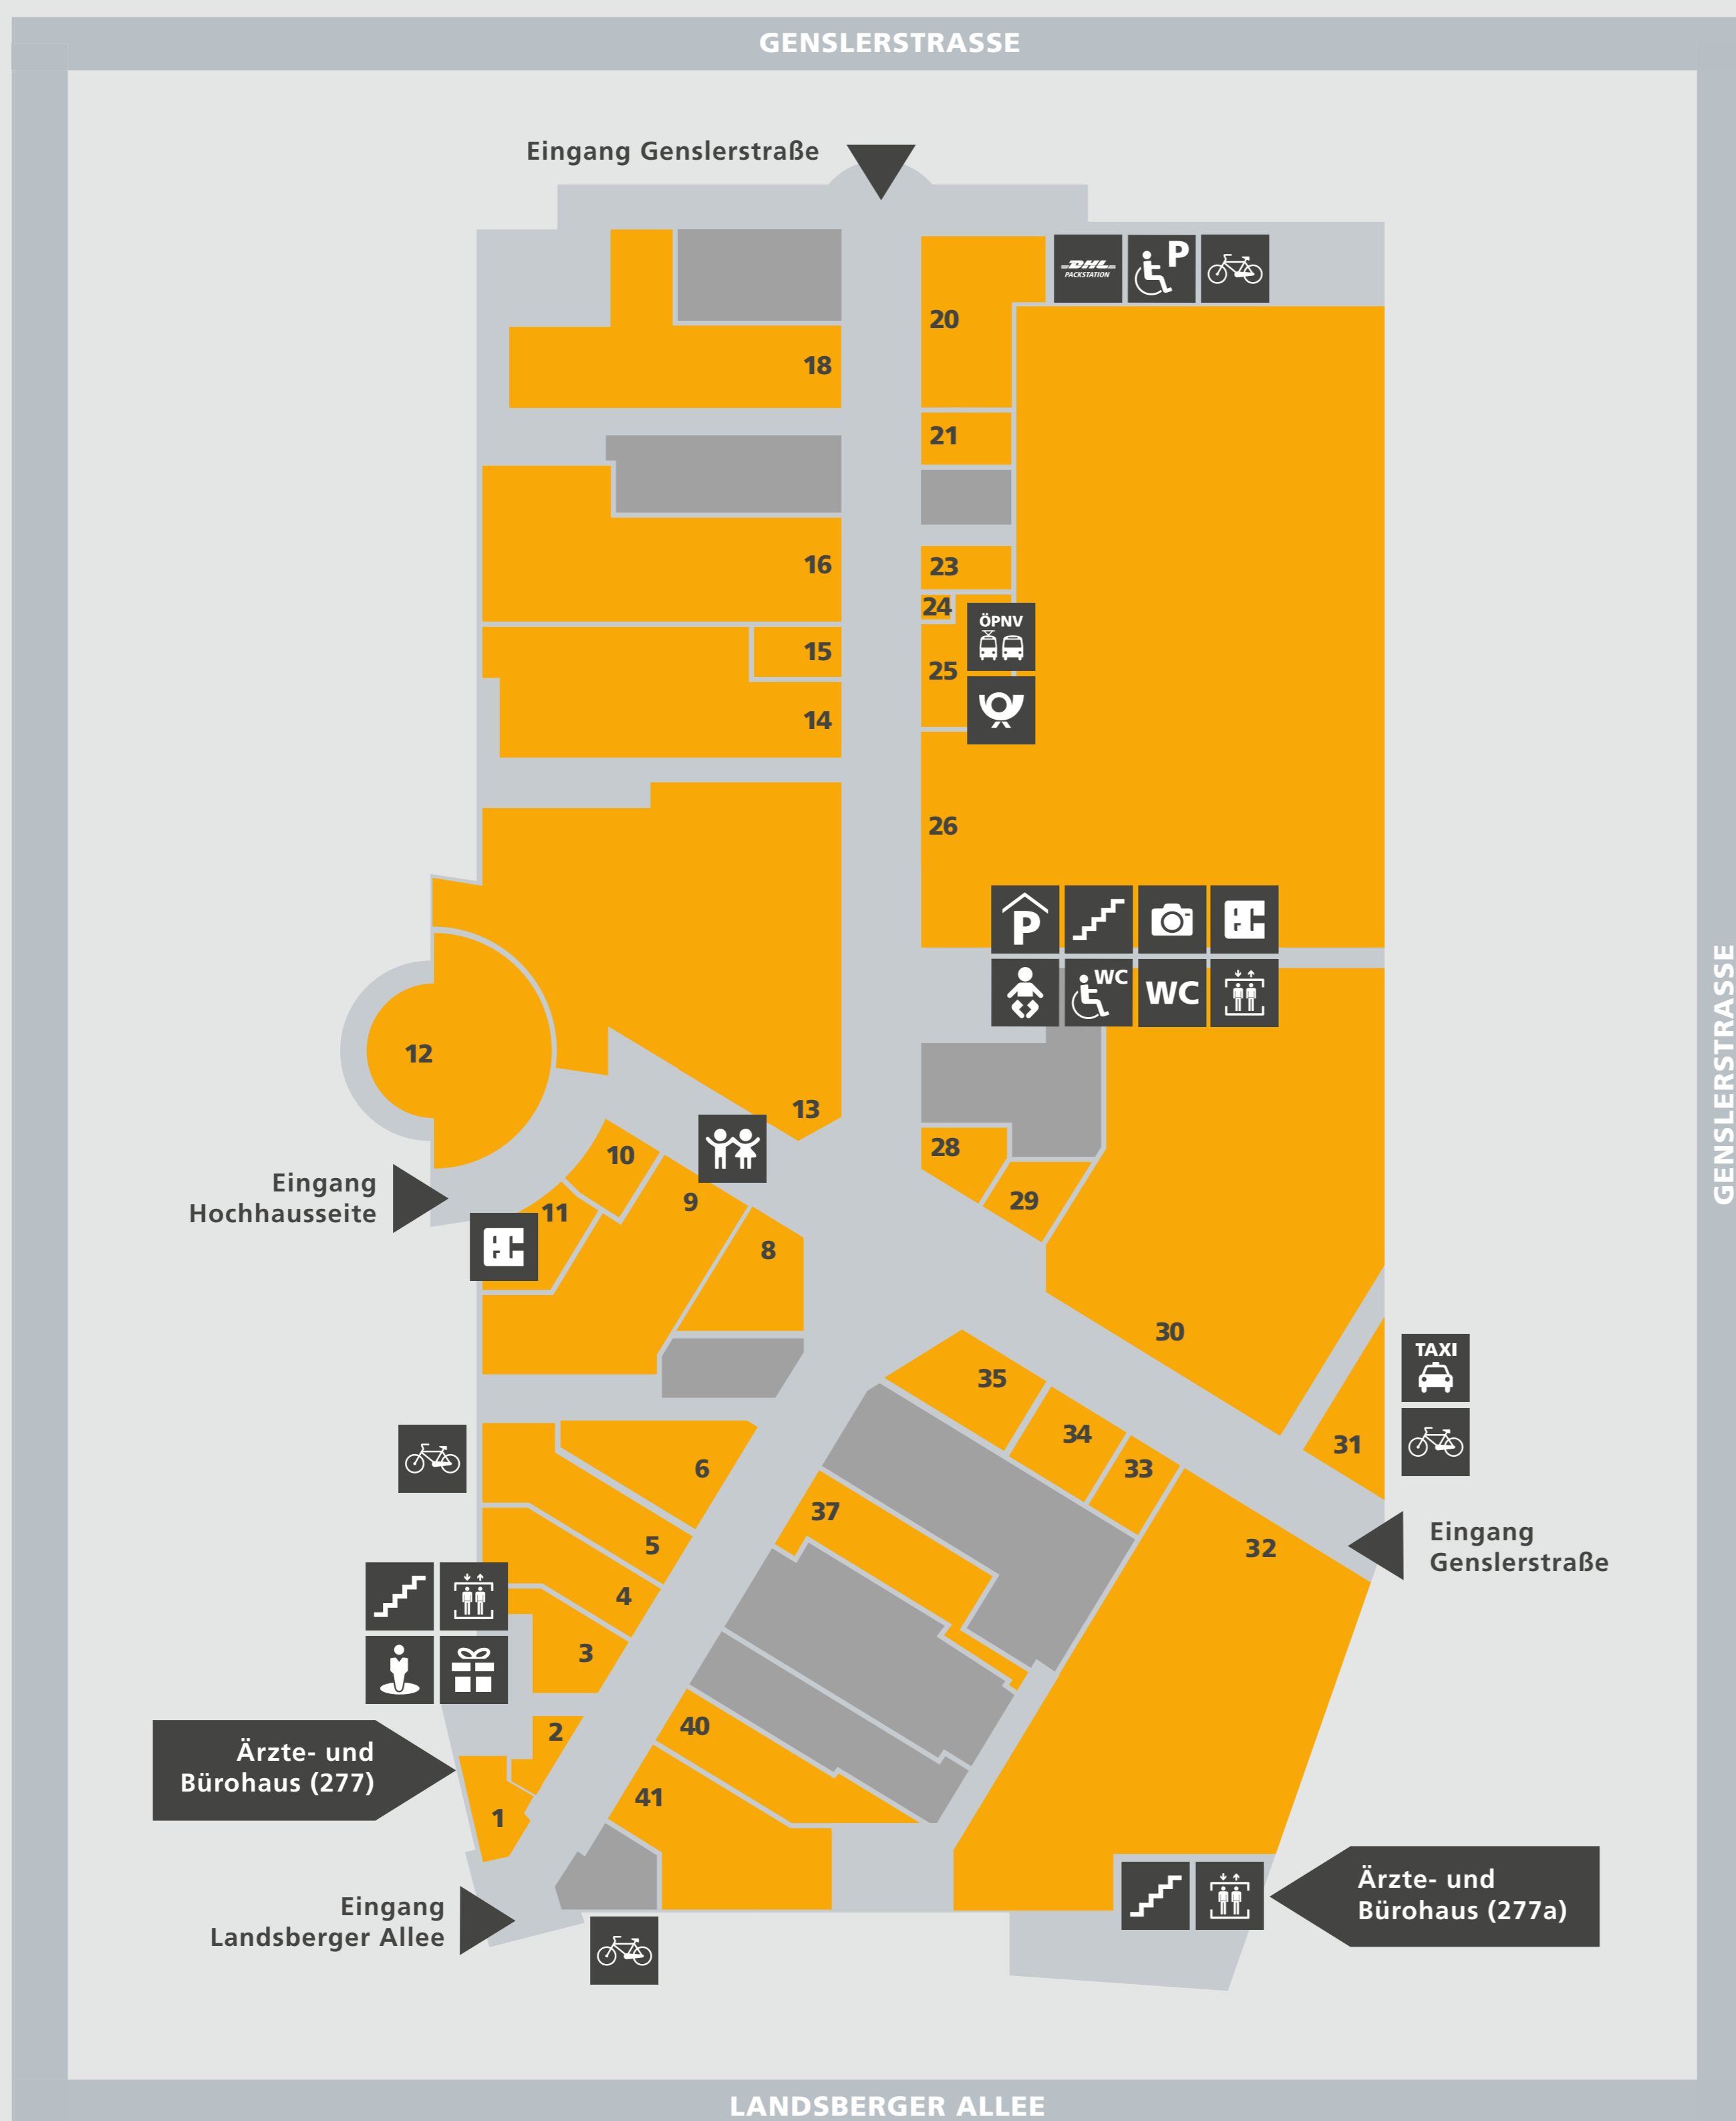 GENSLERSTRASSE
Eingang Genslerstraße
DHL
PACKSTATION
P
20
18
21
16
23
24
ÖPNV
15
25
14
26
P
WC
WC
12
13
10
28
Eingang
Hochhausseite
9
29
11
8
GENSLERSTRASSE
30
TAXI
35
34
31
6
33
37
5
32
Eingang
Genslerstraße
4
3
2
40
Ärzte- und
Bürohaus (277)
41
1
Ärzte- und
Bürohaus (277a)
Eingang
Landsberger Allee
LANDSBERGER ALLEE